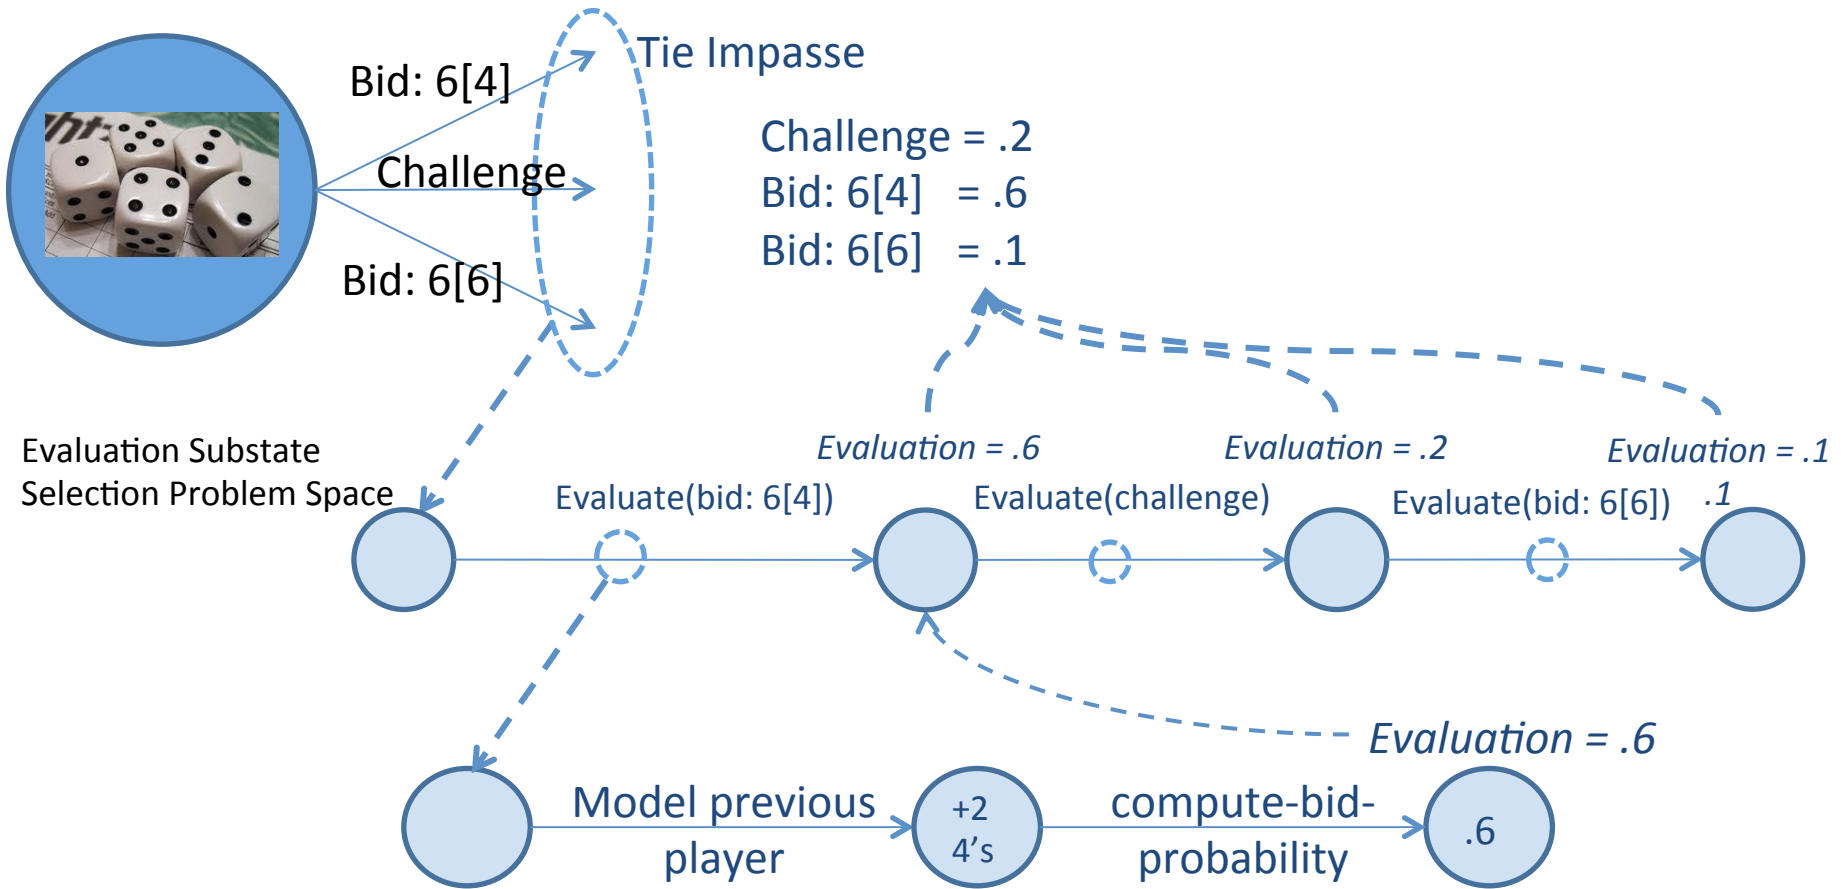 Tie Impasse
Bid: 6[4]
Challenge
Bid: 6[6]
Challenge = .2
Bid: 6[4] = .6
Bid: 6[6] = .1
Evaluation Substate
Selection Problem Space
Evaluation = .6
Evaluation = .2
Evaluation = .1
.1
Evaluate(bid: 6[4])
Evaluate(challenge)
Evaluate(bid: 6[6])
Evaluation = .6
Model previous
player
+2
4's
compute-bid-
probability
.6